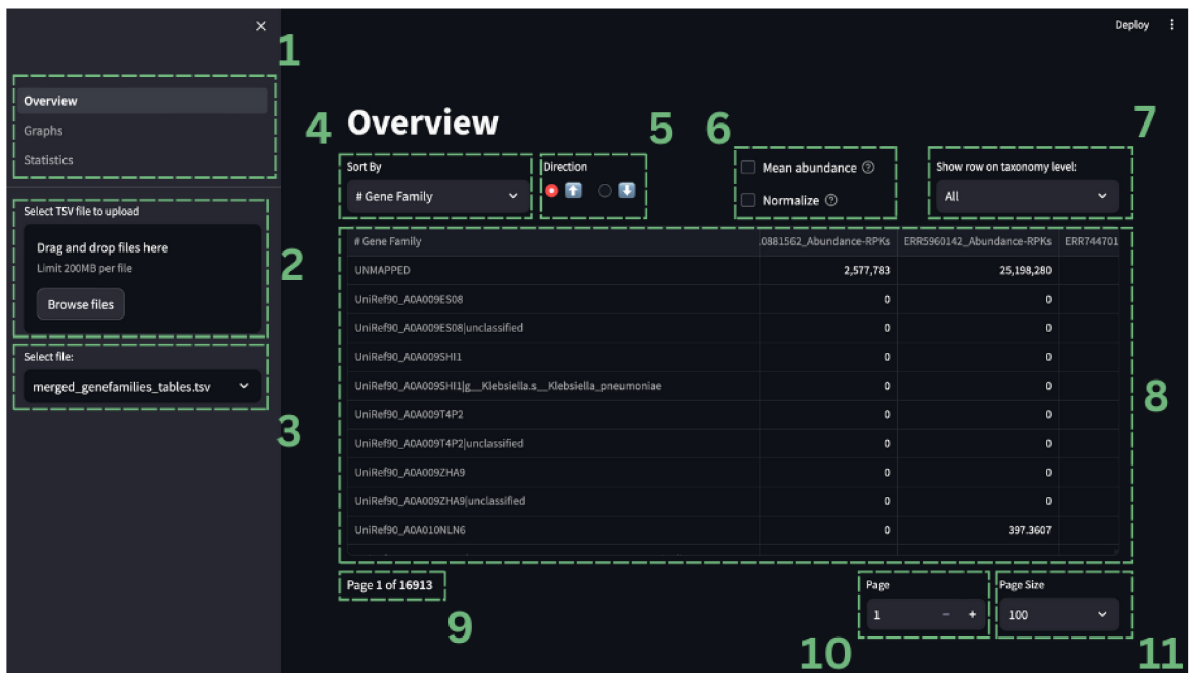 Deploy
1
Overview
Graphs
Statistics
Select TSV file to upload
Drag and drop files here
Limit 200MB per file
Browse files
2
Select file:
merged_genefamilies_tables.tsv
3
Overview
4
Sort By
# Gene Family
5
Direction
6
Mean abundance
Normalize
7
Show row on taxonomy level:
All
# Gene Family .0881562_Abundance-RPKs ERR5960142_Abundance-RPKs ERR744701
UNMAPPED 2,577,783 25,198,280
UniRef90_A0A009ES08 0 0
UniRef90_A0A009ES08|unclassified 0 0
UniRef90_A0A009SHI1 0 0
UniRef90_A0A009SHI1|g__Klebsiella.s__Klebsiella_pneumoniae 0 0
UniRef90_A0A009T4P2 0 0
UniRef90_A0A009T4P2|unclassified 0 0
UniRef90_A0A009ZHA9 0 0
UniRef90_A0A009ZHA9|unclassified 0 0
UniRef90_A0A010NLN6 0 397.3607
8
Page 1 of 16913
9
Page
1 - +
10
Page Size
100
11